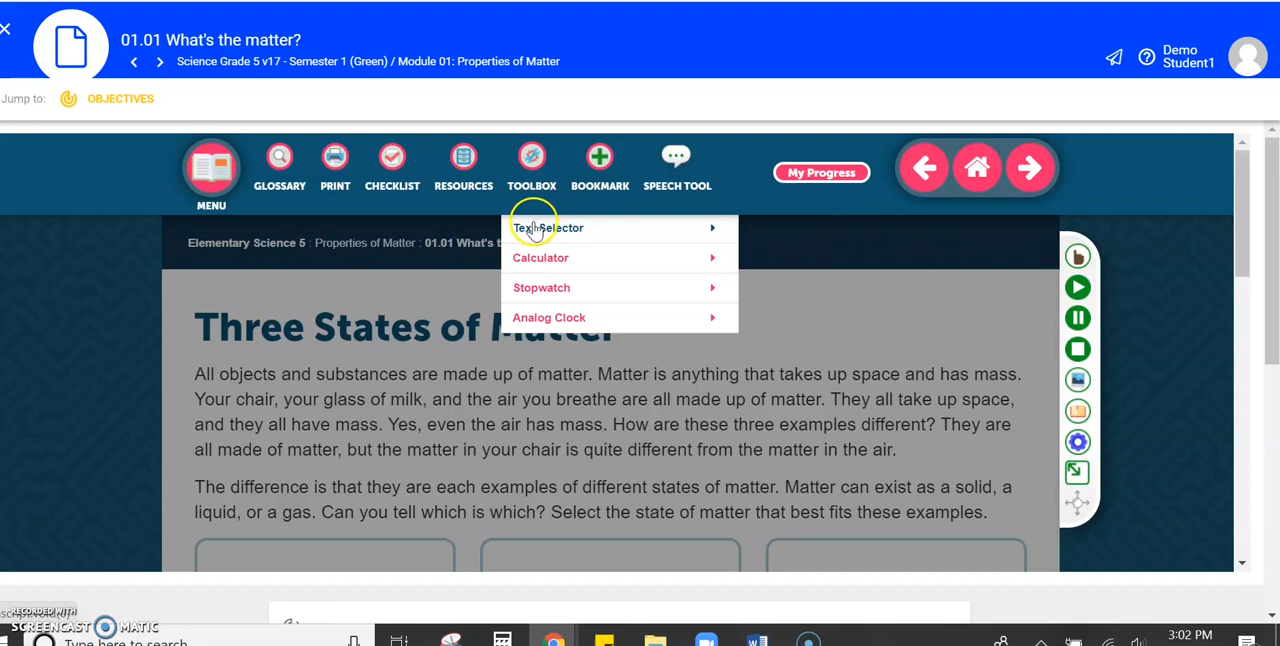 01.01 What's the matter?
Science Grade 5 v17 - Semester 1 (Green) / Module 01: Properties of Matter
Demo
Student1
Jump to:
OBJECTIVES
MENU
GLOSSARY
PRINT
CHECKLIST
RESOURCES
TOOLBOX
BOOKMARK
SPEECH TOOL
My Progress
Text Selector
Calculator
Stopwatch
Analog Clock
Elementary Science 5 : Properties of Matter : 01.01 What's t
Three States of Matter
All objects and substances are made up of matter. Matter is anything that takes up space and has mass.
Your chair, your glass of milk, and the air you breathe are all made up of matter. They all take up space,
and they all have mass. Yes, even the air has mass. How are these three examples different? They are
all made of matter, but the matter in your chair is quite different from the matter in the air.
The difference is that they are each examples of different states of matter. Matter can exist as a solid, a
liquid, or a gas. Can you tell which is which? Select the state of matter that best fits these examples.
RECORDED WITH
SCREENCAST MATIC
Type here to search
3:02 PM